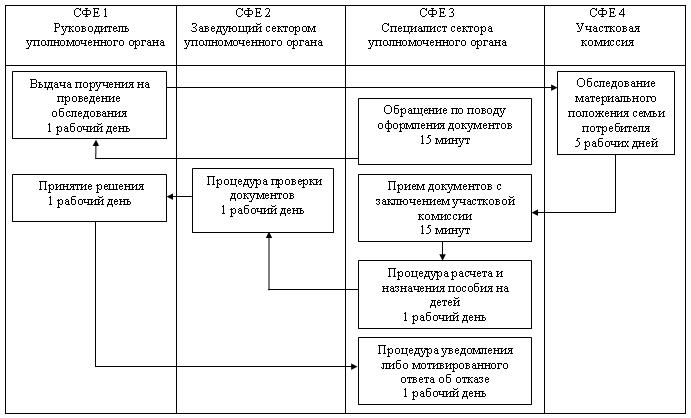 СФЕ 1
Руководитель
уполномоченного органа
СФЕ 2
Заведующий сектором
уполномоченного органа
СФЕ 3
Специалист сектора
уполномоченного органа
СФЕ 4
Участковая
комиссия
Выдача поручения на
проведение
обследования
1 рабочий день
Обращение по поводу
оформления документов
15 минут
Обследование
материального
положения семьи
потребителя
5 рабочих дней
Принятие решения
1 рабочий день
Процедура проверки
документов
1 рабочий день
Прием документов с
заключением участковой
комиссии
15 минут
Процедура расчета и
назначения пособия на
детей
1 рабочий день
Процедура уведомления
либо мотивированного
ответа об отказе
1 рабочий день